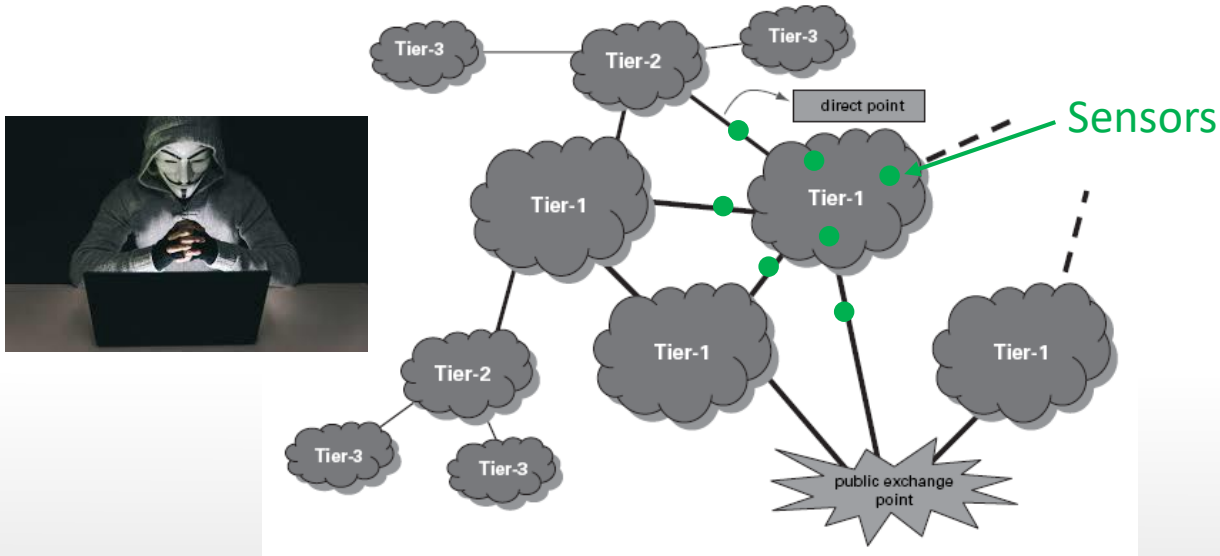 Tier-3
Tier-2
Tier-3
direct point
Sensors
Tier-1
Tier-1
Tier-1
Tier-1
Tier-2
Tier-3
Tier-3
public exchange
point